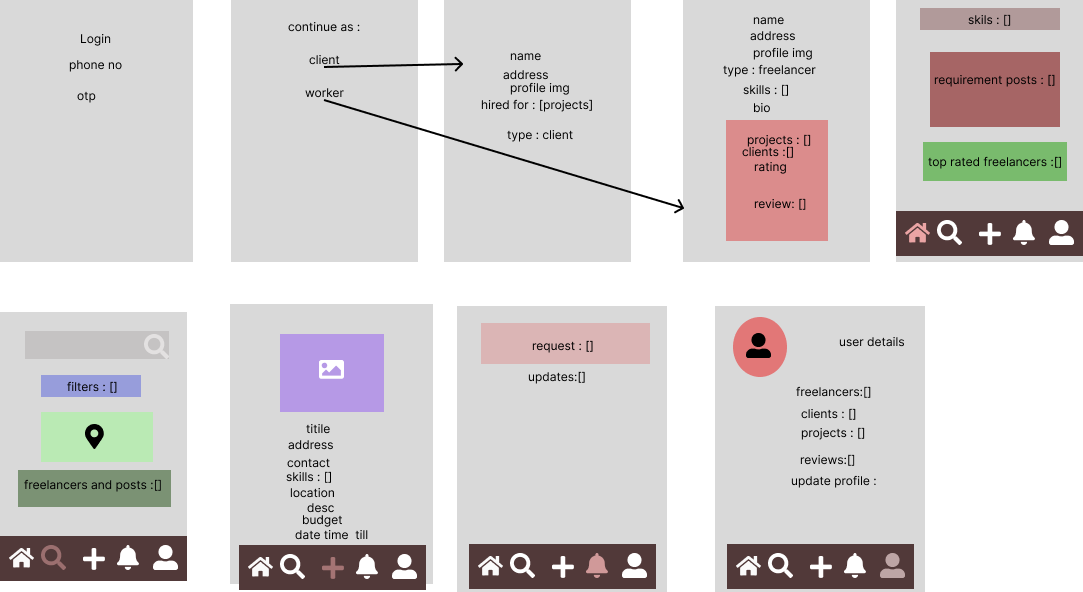 Login
phone no
otp
continue as :
client
worker
name
address
profile img
hired for : [projects]
type : client
name
address
profile img
type : freelancer
skills : []
bio
projects : []
clients :[]
rating
review: []
skils : []
requirement posts : []
top rated freelancers :[]
filters : []
freelancers and posts :[]
titile
address
contact
skills : []
location
desc
budget
date time  till
request : []
updates:[]
user details
freelancers:[]
clients : []
projects : []
reviews:[]
update profile :